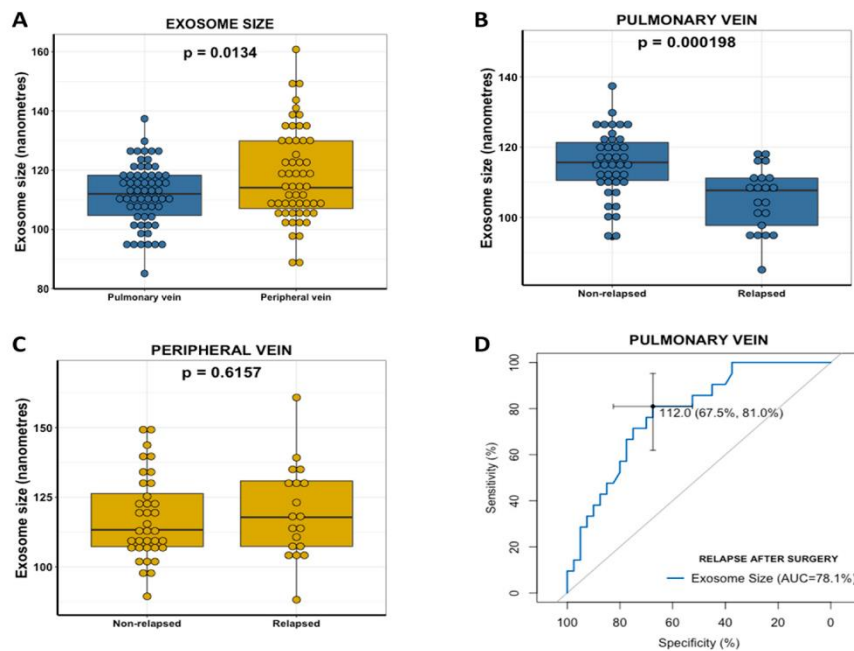 A
EXOSOME SIZE
p = 0.0134
Exosome size (nanometres)
160
140
120
100
80
Pulmonary vein
Peripheral vein
B
PULMONARY VEIN
p = 0.000198
Exosome size (nanometres)
140
120
100
Non-relapsed
Relapsed
C
PERIPHERAL VEIN
p = 0.6157
Exosome size (nanometres)
150
125
100
Non-relapsed
Relapsed
D
PULMONARY VEIN
Sensitivity (%)
100
80
60
40
20
0
112.0 (67.5%, 81.0%)
RELAPSE AFTER SURGERY
Exosome Size (AUC=78.1%)
100 80 60 40 20 0
Specificity (%)